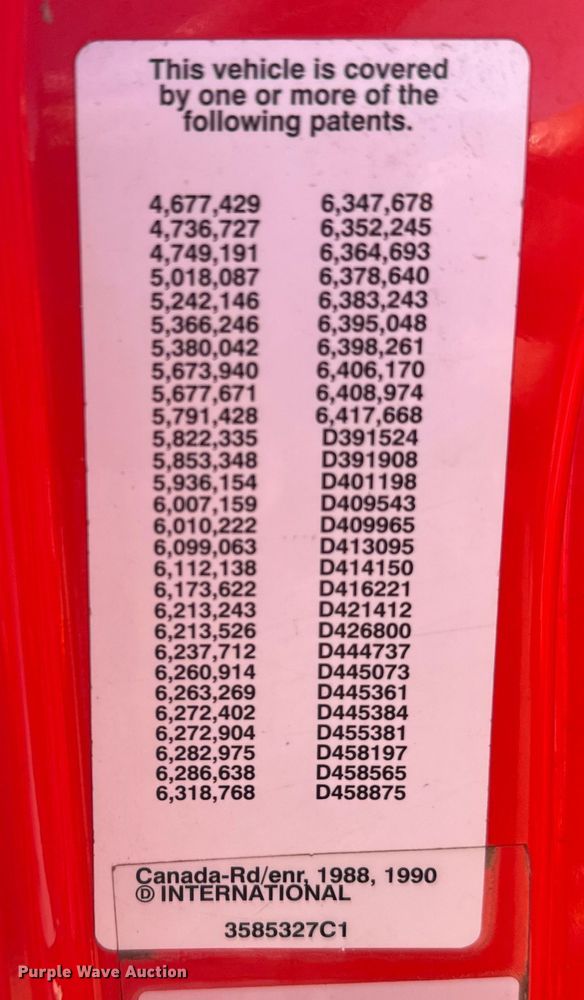 This vehicle is covered
by one or more of the
following patents.
4,677,429 6,347,678
4,736,727 6,352,245
4,749,191 6,364,693
5,018,087 6,378,640
5,242,146 6,383,243
5,366,246 6,395,048
5,380,042 6,398,261
5,673,940 6,406,170
5,677,671 6,408,974
5,791,428 6,417,668
5,822,335 D391524
5,853,348 D391908
5,936,154 D401198
6,007,159 D409543
6,010,222 D409965
6,099,063 D413095
6,112,138 D414150
6,173,622 D416221
6,213,243 D421412
6,213,526 D426800
6,237,712 D444737
6,260,914 D445073
6,263,269 D445361
6,272,402 D445384
6,272,904 D455381
6,282,975 D458197
6,286,638 D458565
6,318,768 D458875
Canada-Rd/enr, 1988, 1990
Ⓓ INTERNATIONAL
3585327C1
Purple Wave Auction